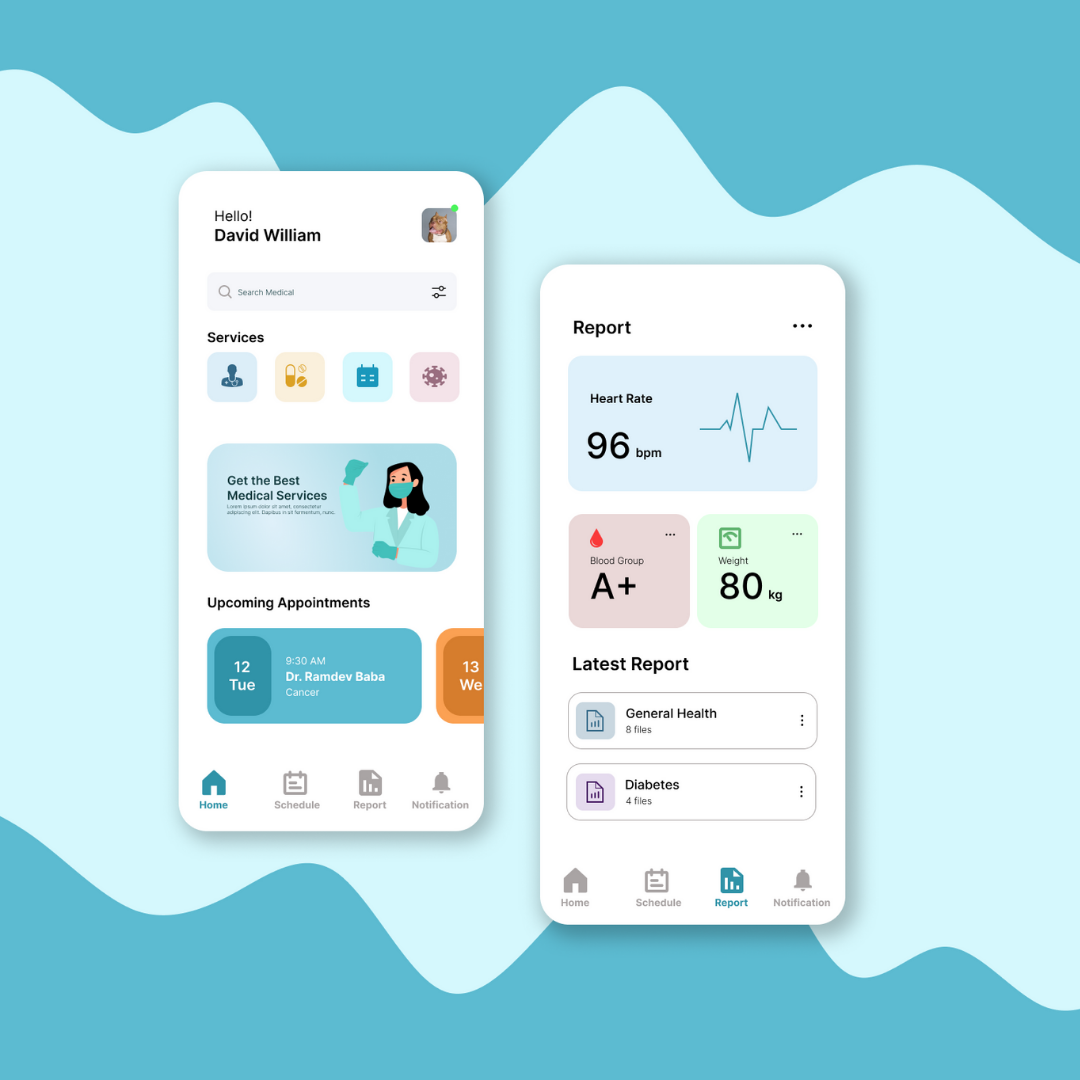 Hello!
David William
Search Medical
Services
Get the Best
Medical Services
Lorem ipsum dolor sit amet, consectetur
adipiscing elit. Dapibus in sit fermentum, nunc.
Upcoming Appointments
12
Tue
9:30 AM
Dr. Ramdev Baba
Cancer
13
We
Home
Schedule
Report
Notification
Report
Heart Rate
96 bpm
Blood Group
A+
Weight
80 kg
Latest Report
General Health
8 files
Diabetes
4 files
Home
Schedule
Report
Notification